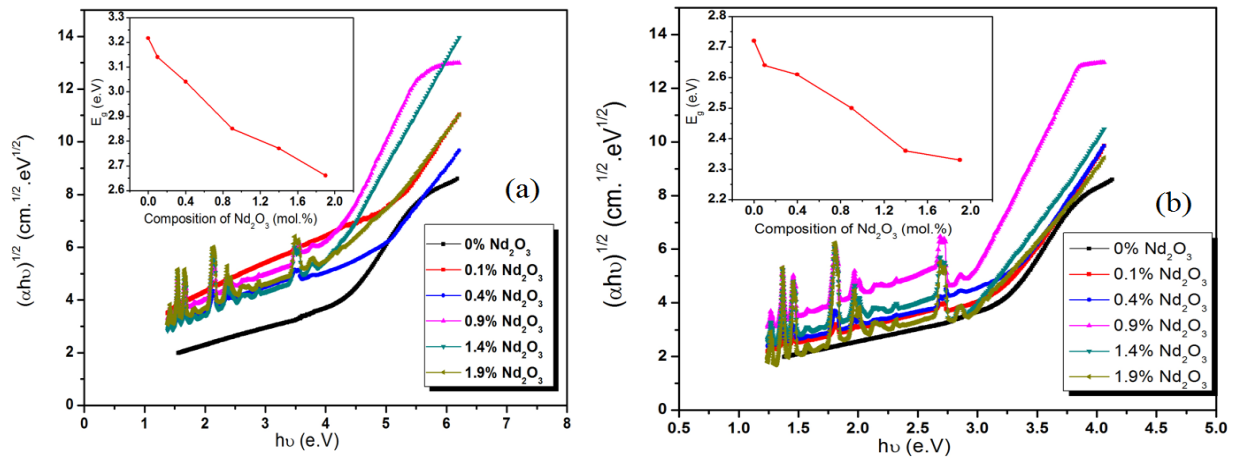 (a)
(αhυ)^1/2 (cm.^1/2.eV^1/2)
14
12
10
8
6
4
2
0
0 1 2 3 4 5 6 7 8
hυ (e.V)
E_g (e.V)
3.3
3.2
3.1
3.0
2.9
2.8
2.7
2.6
0.0 0.4 0.8 1.2 1.6 2.0
Composition of Nd₂O₃ (mol.%)
0% Nd₂O₃
0.1% Nd₂O₃
0.4% Nd₂O₃
0.9% Nd₂O₃
1.4% Nd₂O₃
1.9% Nd₂O₃
(b)
(αhυ)^1/2 (cm.^1/2.eV^1/2)
14
12
10
8
6
4
2
0
0.5 1.0 1.5 2.0 2.5 3.0 3.5 4.0 4.5 5.0
hυ (e.V)
E_g (e.V)
2.8
2.7
2.6
2.5
2.4
2.3
2.2
0.0 0.4 0.8 1.2 1.6 2.0
Composition of Nd₂O₃ (mol.%)
0% Nd₂O₃
0.1% Nd₂O₃
0.4% Nd₂O₃
0.9% Nd₂O₃
1.4% Nd₂O₃
1.9% Nd₂O₃